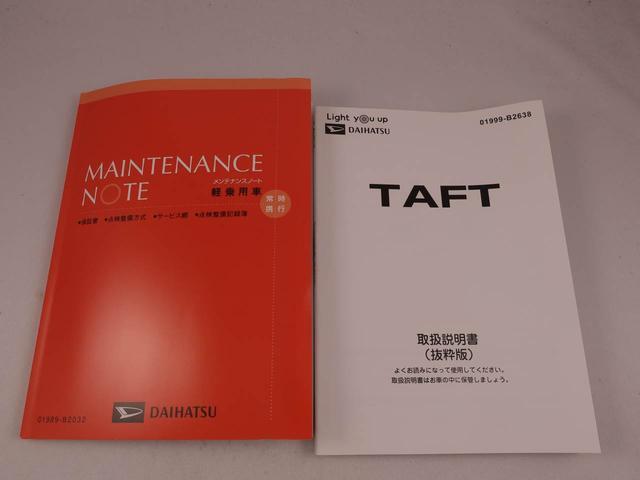 MAINTENANCE
NOTE
メンテナンスノート
軽乗用車
常時
携行
●保証書 ●点検整備方式 ●サービス網 ●点検整備記録簿
DAIHATSU
01989-B2032
Light you up
DAIHATSU
01999-B2638
TAFT
取扱説明書
（抜粋版）
よくお読みになって使用してください。
取扱説明書はお車の中に保管しましょう。